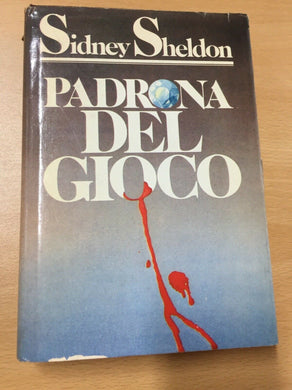 Sidney Sheldon
PADRONA
DEL
GIOCO